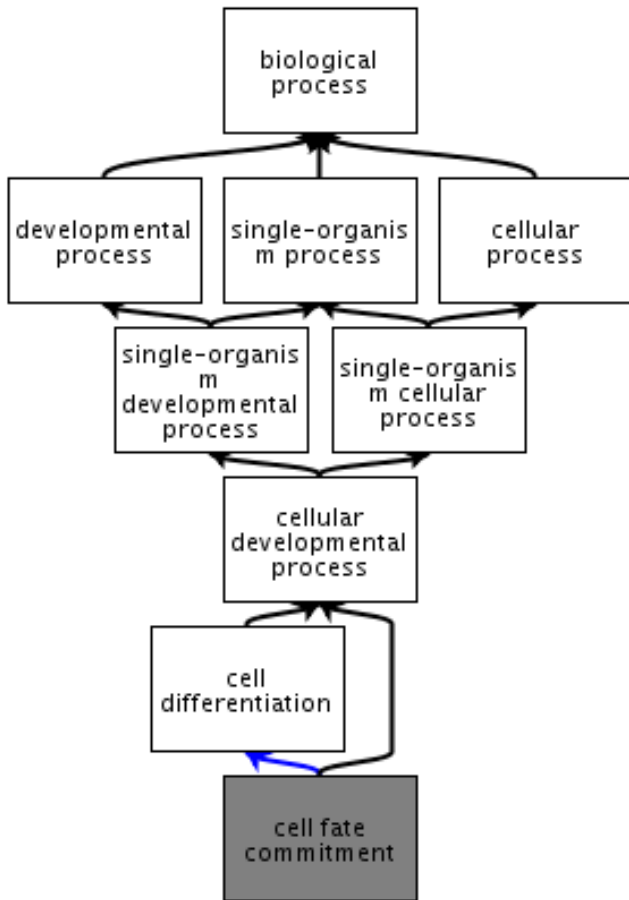 biological
process
developmental
process
single-organis
m process
cellular
process
single-organis
m
developmental
process
single-organis
m cellular
process
cellular
developmental
process
cell
differentiation
cell fate
commitment